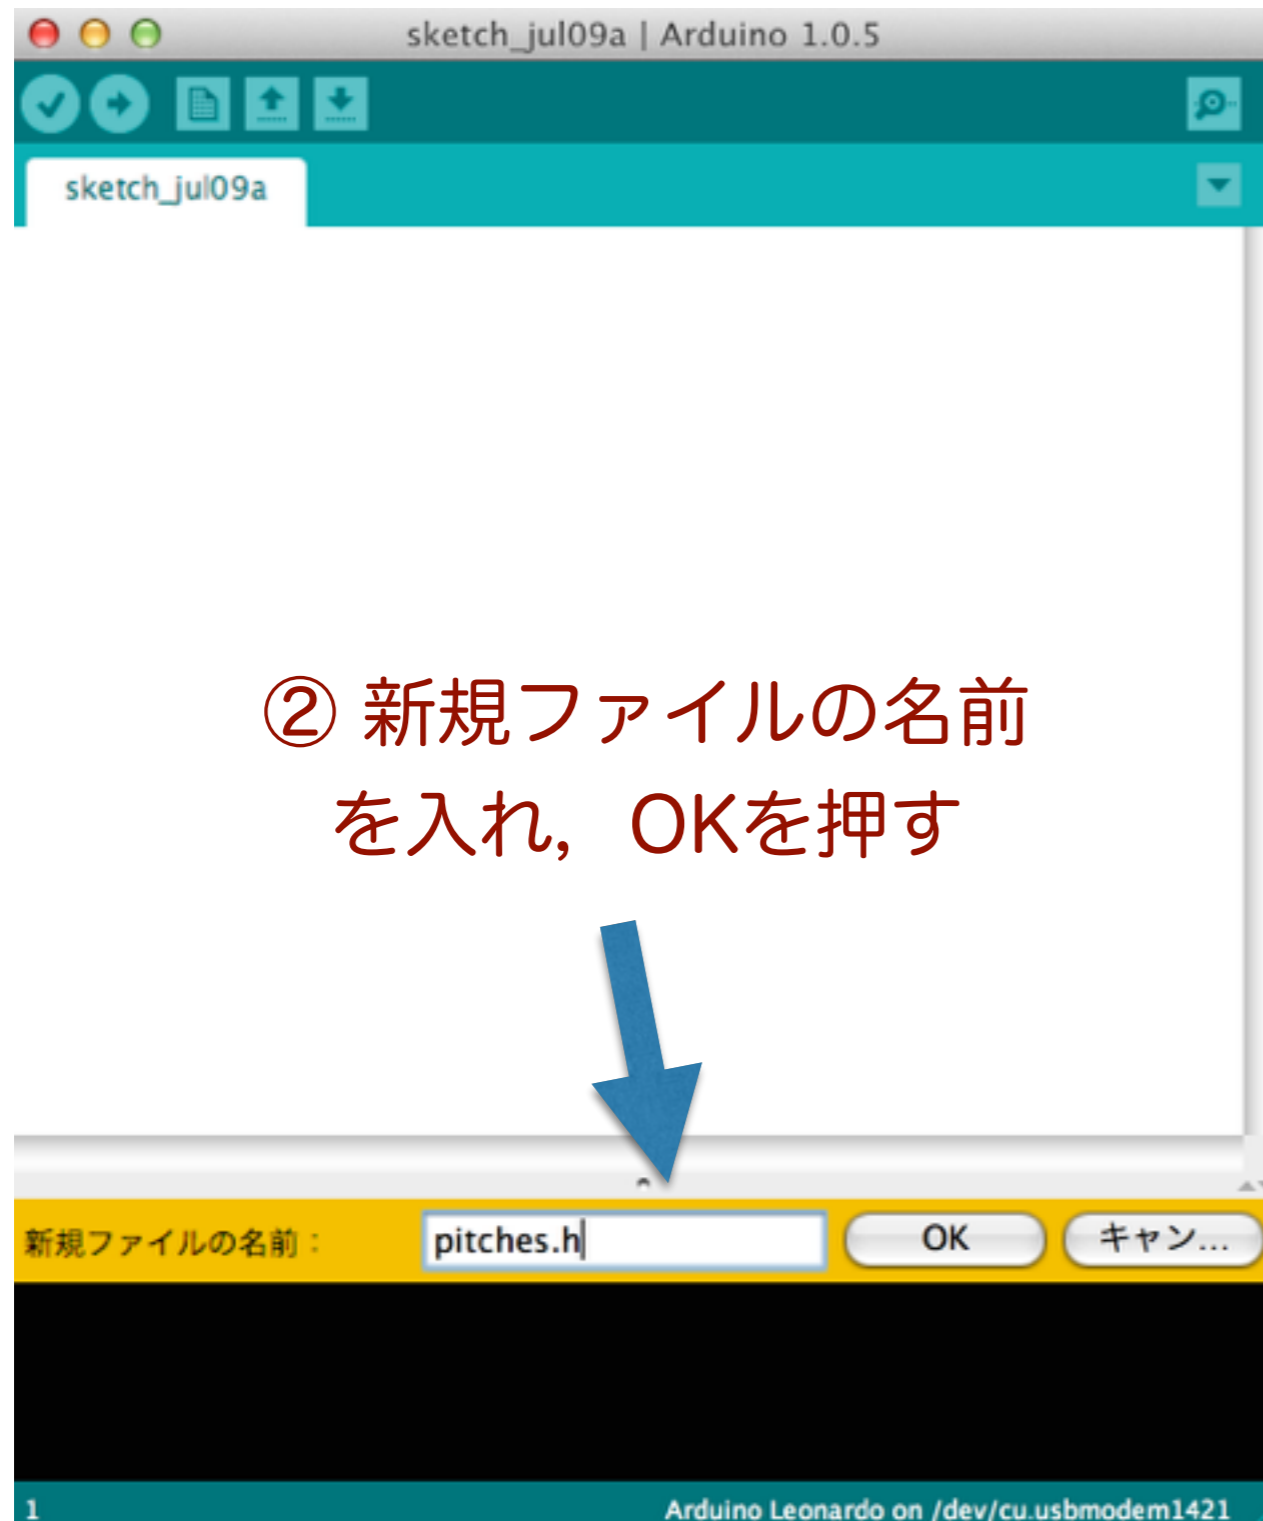 sketch_jul09a | Arduino 1.0.5
sketch_jul09a
② 新規ファイルの名前
を入れ，OKを押す
新規ファイルの名前： pitches.h OK キャン...
1 Arduino Leonardo on /dev/cu.usbmodem1421